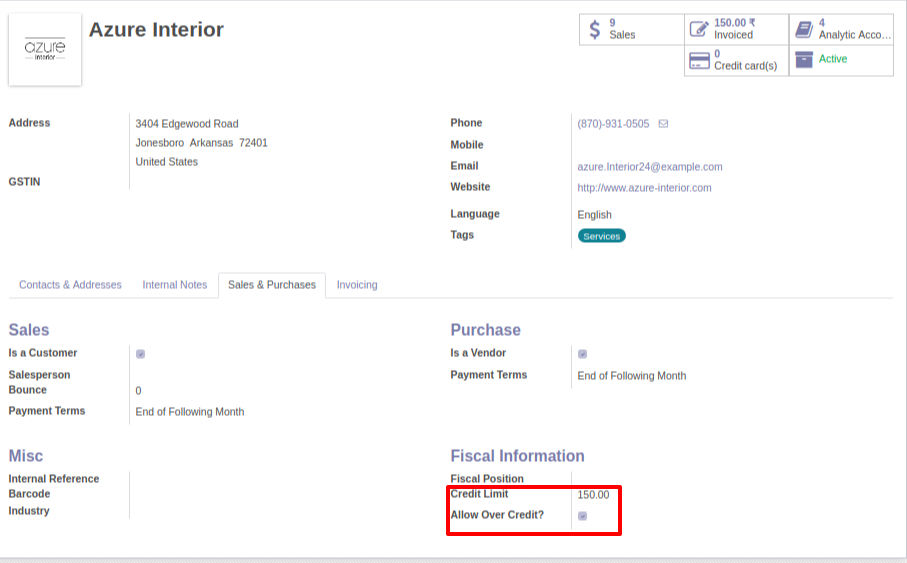 azure
interior
Azure Interior
9
Sales
150.00 ₹
Invoiced
4
Analytic Acco...
0
Credit card(s)
Active
Address
3404 Edgewood Road
Jonesboro Arkansas 72401
United States
GSTIN
Phone
(870)-931-0505
Mobile
Email
azure.Interior24@example.com
Website
http://www.azure-interior.com
Language
English
Tags
Services
Contacts & Addresses
Internal Notes
Sales & Purchases
Invoicing
Sales
Is a Customer
Salesperson
Bounce
0
Payment Terms
End of Following Month
Purchase
Is a Vendor
Payment Terms
End of Following Month
Misc
Internal Reference
Barcode
Industry
Fiscal Information
Fiscal Position
Credit Limit
150.00
Allow Over Credit?